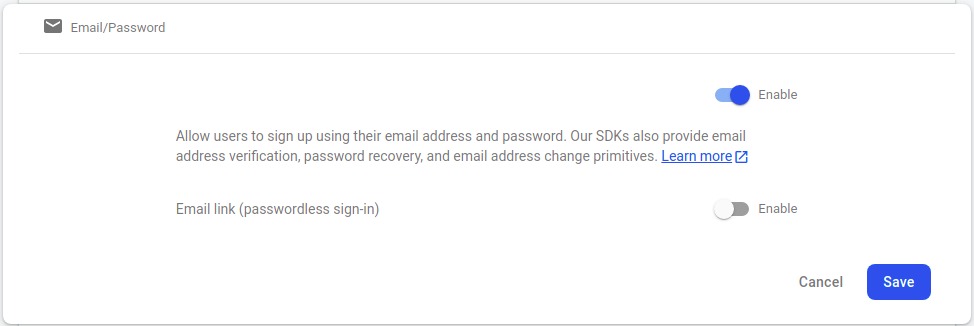 Email/Password
Enable
Allow users to sign up using their email address and password. Our SDKs also provide email
address verification, password recovery, and email address change primitives. Learn more
Email link (passwordless sign-in)
Enable
Cancel
Save